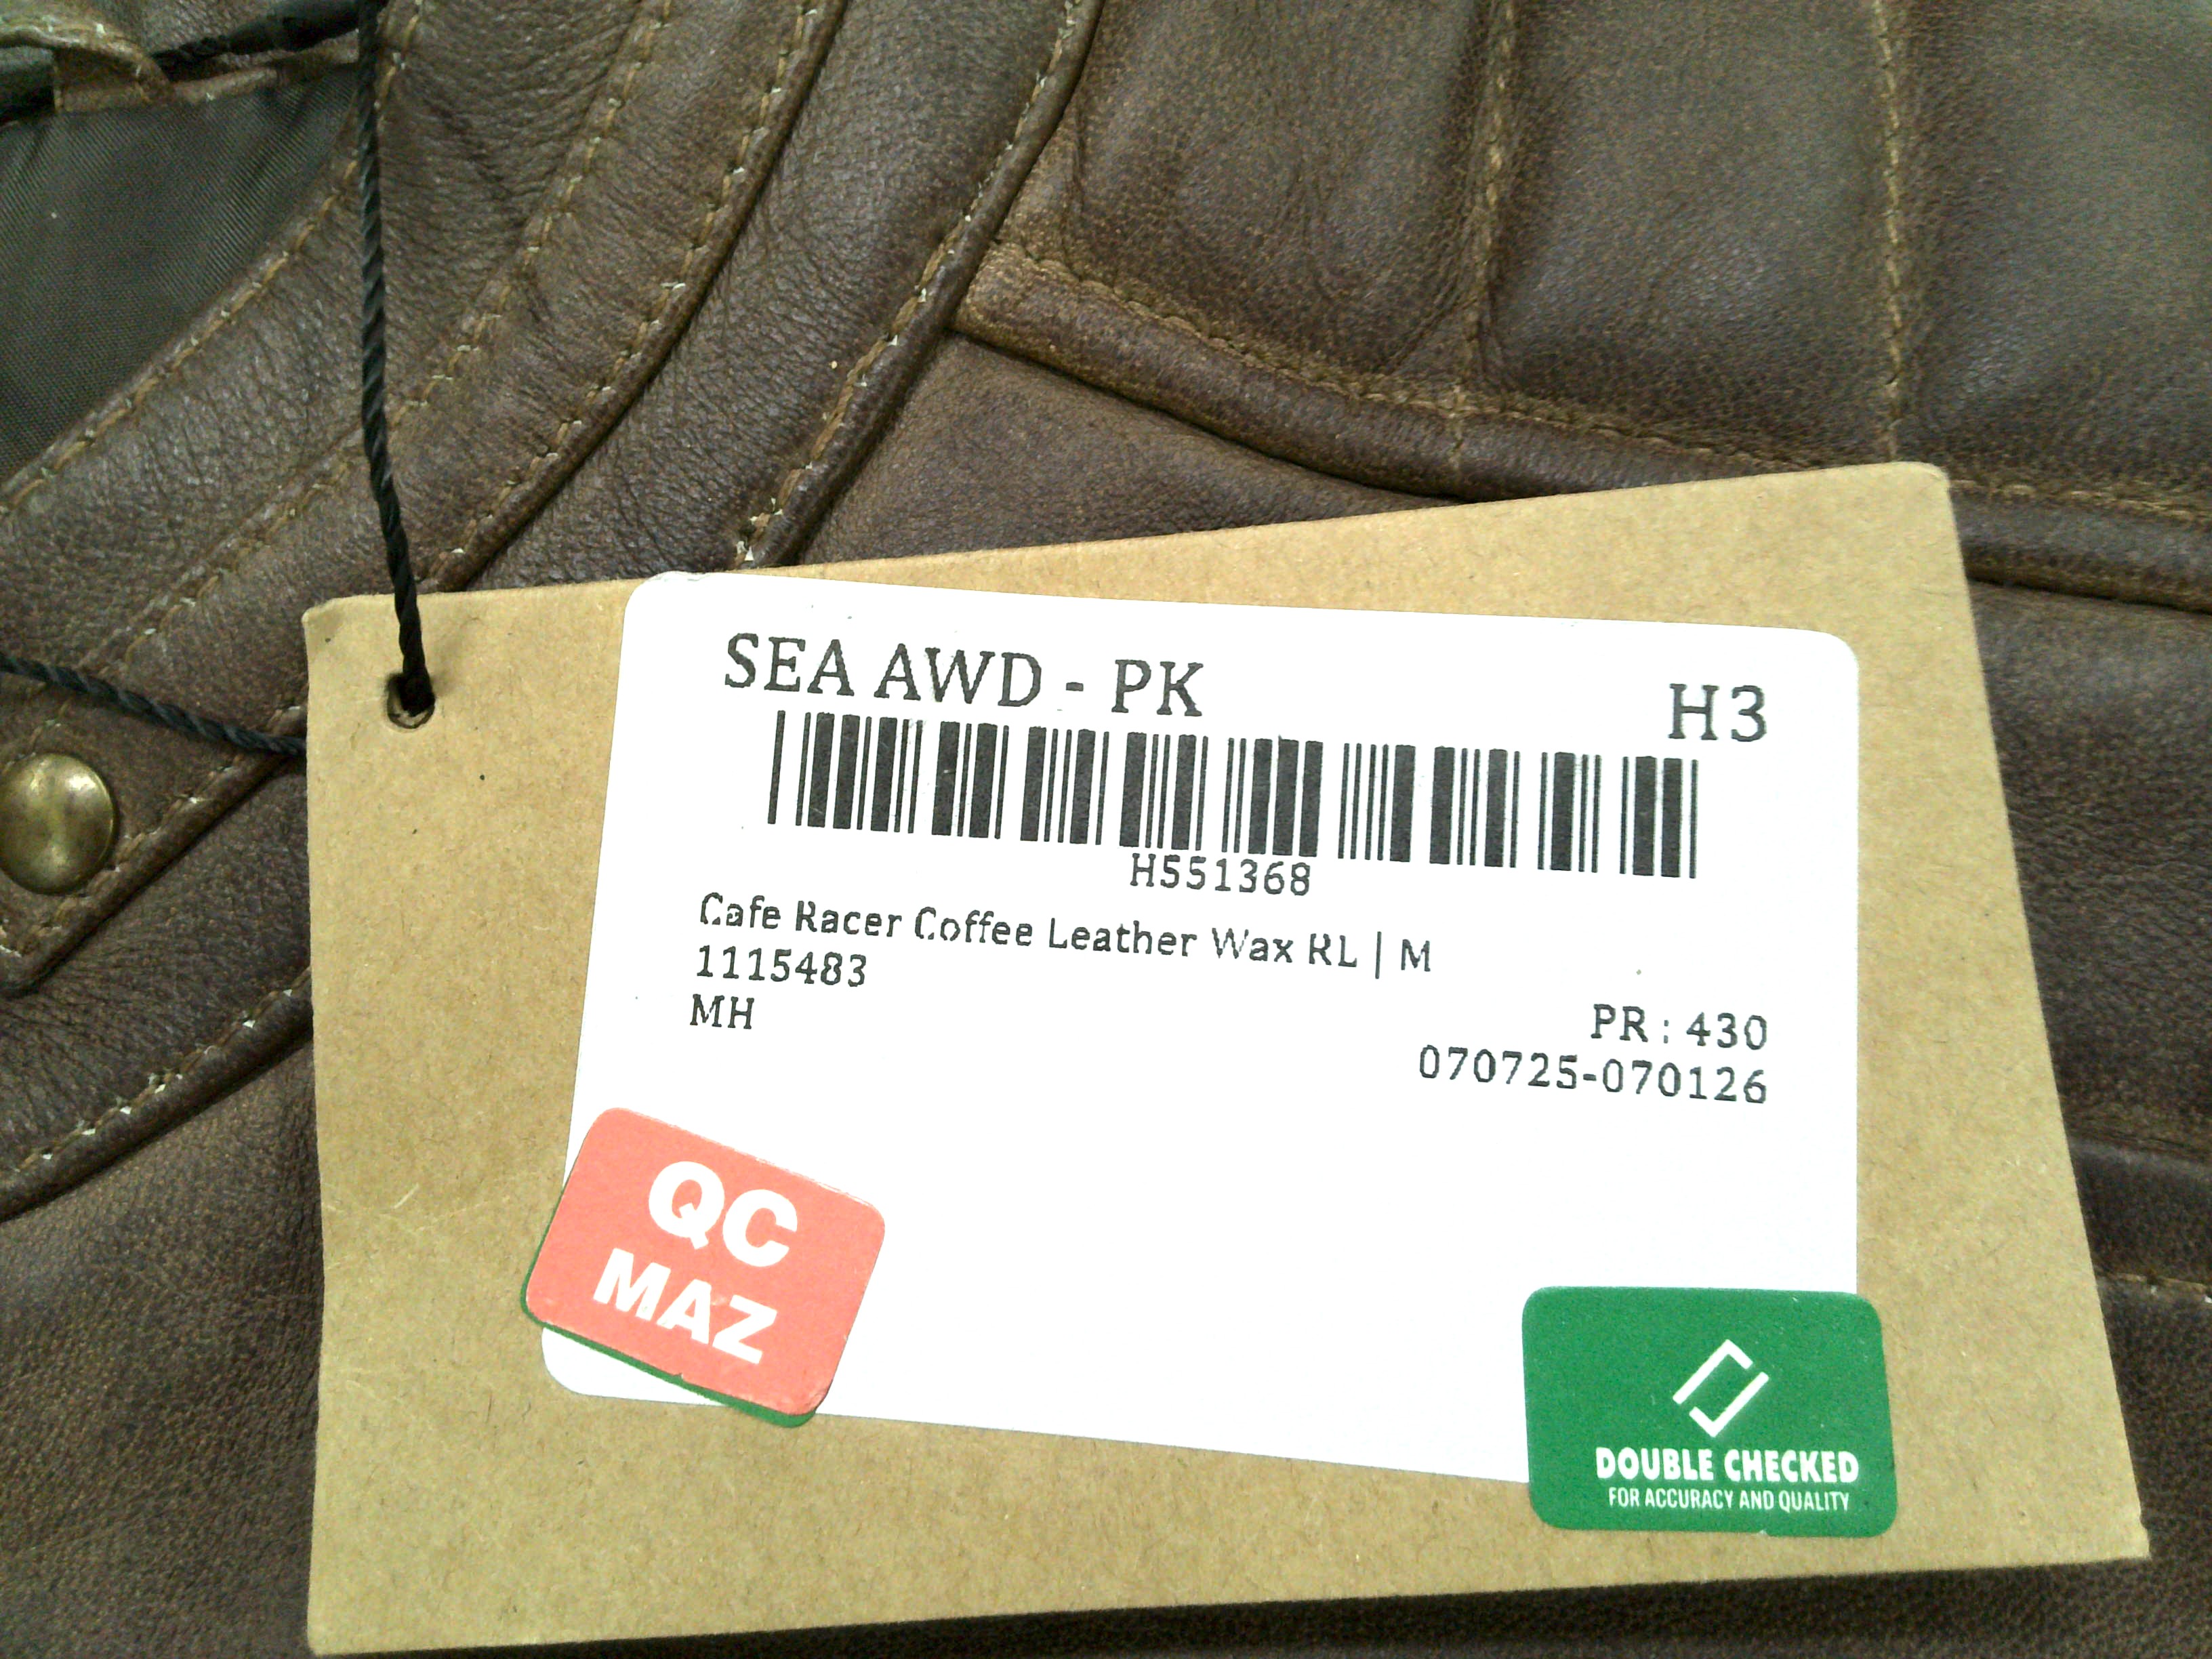 SEA AWD - PK
H3
H551368
Cafe Racer Coffee Leather Wax RL | M
1115483
MH
PR : 430
070725-070126
QC
MAZ
DOUBLE CHECKED
FOR ACCURACY AND QUALITY